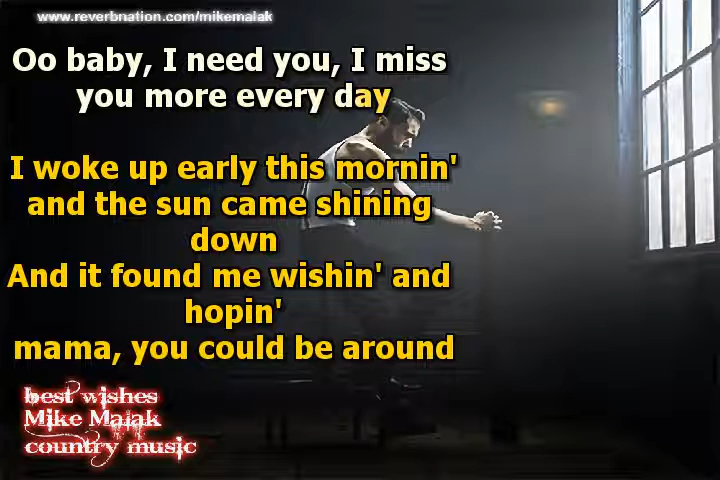 www.reverbnation.com/mikemalak
Oo baby, I need you, I miss
you more every day
I woke up early this mornin'
and the sun came shining
down
And it found me wishin' and
hopin'
mama, you could be around
best wishes
Mike Malak
country music